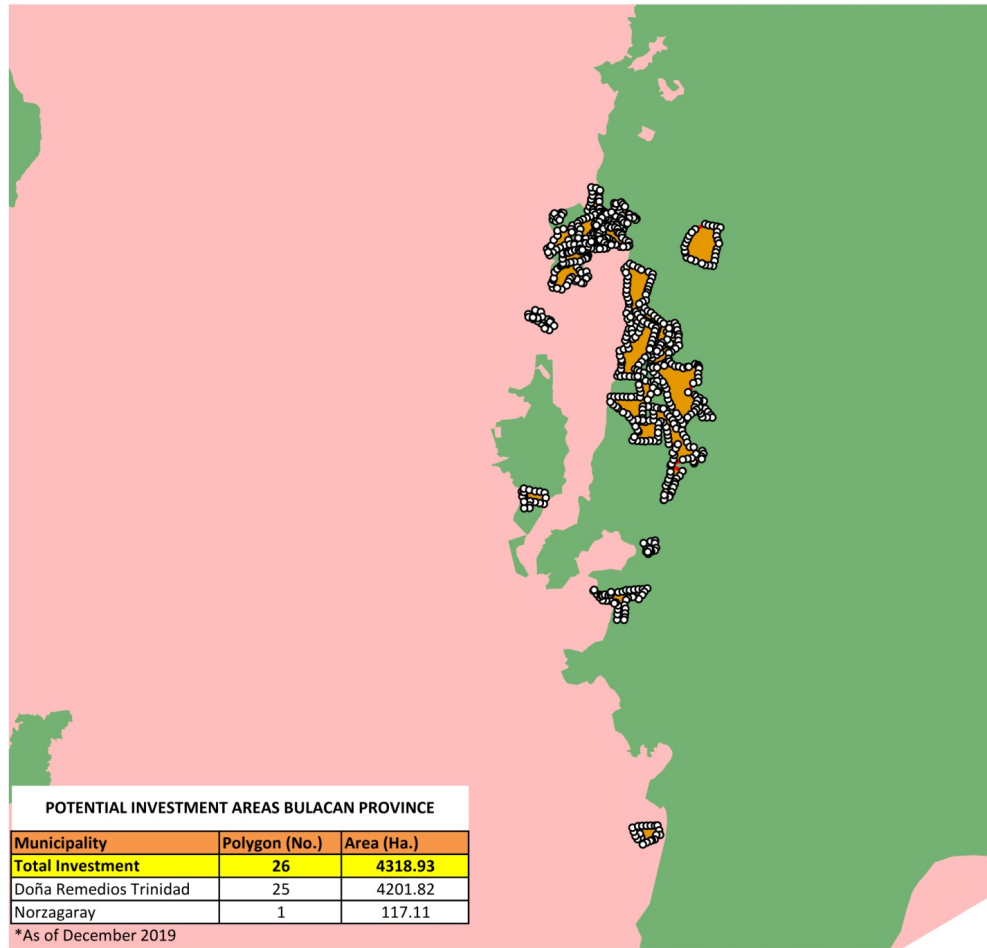 POTENTIAL INVESTMENT AREAS BULACAN PROVINCE
Municipality Polygon (No.) Area (Ha.)
Total Investment 26 4318.93
Doña Remedios Trinidad 25 4201.82
Norzagaray 1 117.11
*As of December 2019